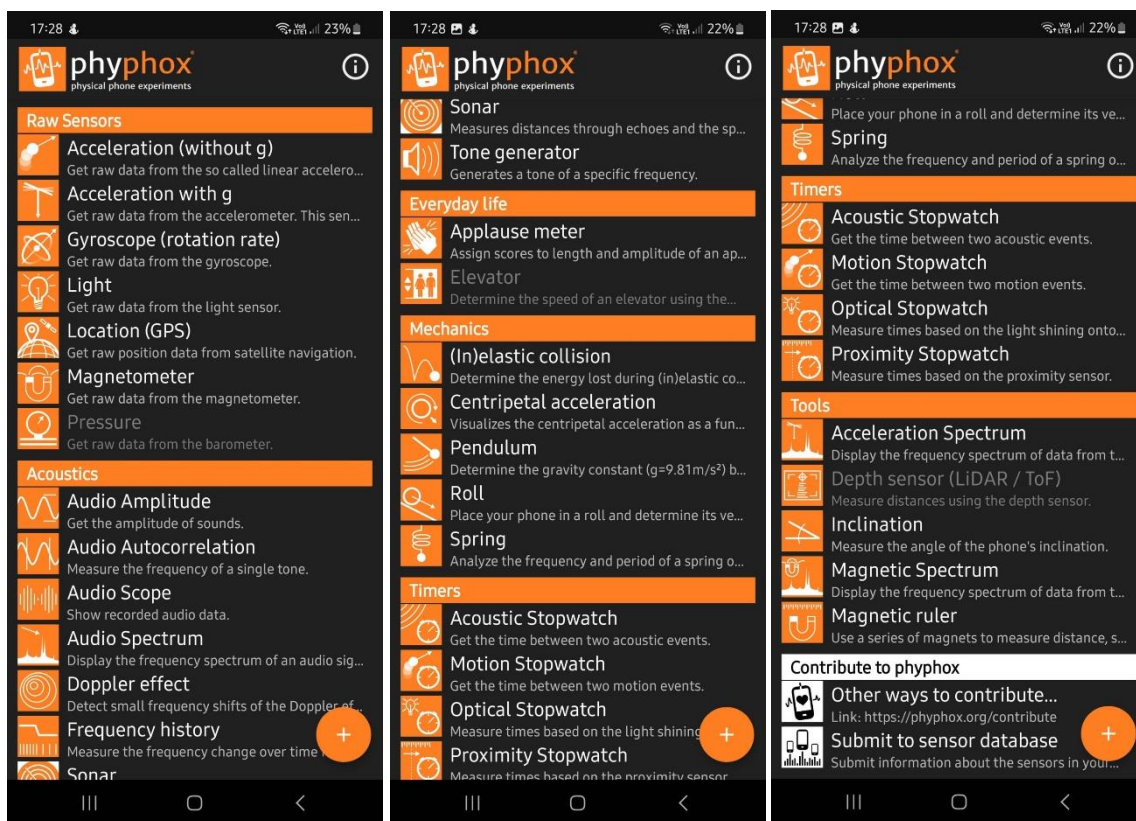 17:28 23%
phyphox
physical phone experiments
Raw Sensors
Acceleration (without g)
Get raw data from the so called linear accelero...
Acceleration with g
Get raw data from the accelerometer. This sen...
Gyroscope (rotation rate)
Get raw data from the gyroscope.
Light
Get raw data from the light sensor.
Location (GPS)
Get raw position data from satellite navigation.
Magnetometer
Get raw data from the magnetometer.
Pressure
Get raw data from the barometer.
Acoustics
Audio Amplitude
Get the amplitude of sounds.
Audio Autocorrelation
Measure the frequency of a single tone.
Audio Scope
Show recorded audio data.
Audio Spectrum
Display the frequency spectrum of an audio sig...
Doppler effect
Detect small frequency shifts of the Doppler ef...
Frequency history
Measure the frequency change over time
Sonar
17:28 22%
phyphox
physical phone experiments
Sonar
Measures distances through echoes and the sp...
Tone generator
Generates a tone of a specific frequency.
Everyday life
Applause meter
Assign scores to length and amplitude of an ap...
Elevator
Determine the speed of an elevator using the...
Mechanics
(In)elastic collision
Determine the energy lost during (in)elastic co...
Centripetal acceleration
Visualizes the centripetal acceleration as a fun...
Pendulum
Determine the gravity constant (g=9.81m/s²) b...
Roll
Place your phone in a roll and determine its ve...
Spring
Analyze the frequency and period of a spring o...
Timers
Acoustic Stopwatch
Get the time between two acoustic events.
Motion Stopwatch
Get the time between two motion events.
Optical Stopwatch
Measure times based on the light shining
Proximity Stopwatch
Measure times based on the proximity sensor
17:28 22%
phyphox
physical phone experiments
Place your phone in a roll and determine its ve...
Spring
Analyze the frequency and period of a spring o...
Timers
Acoustic Stopwatch
Get the time between two acoustic events.
Motion Stopwatch
Get the time between two motion events.
Optical Stopwatch
Measure times based on the light shining onto...
Proximity Stopwatch
Measure times based on the proximity sensor.
Tools
Acceleration Spectrum
Display the frequency spectrum of data from t...
Depth sensor (LiDAR / ToF)
Measure distances using the depth sensor.
Inclination
Measure the angle of the phone's inclination.
Magnetic Spectrum
Display the frequency spectrum of data from t...
Magnetic ruler
Use a series of magnets to measure distance, s...
Contribute to phyphox
Other ways to contribute...
Link: https://phyphox.org/contribute
Submit to sensor database
Submit information about the sensors in your...